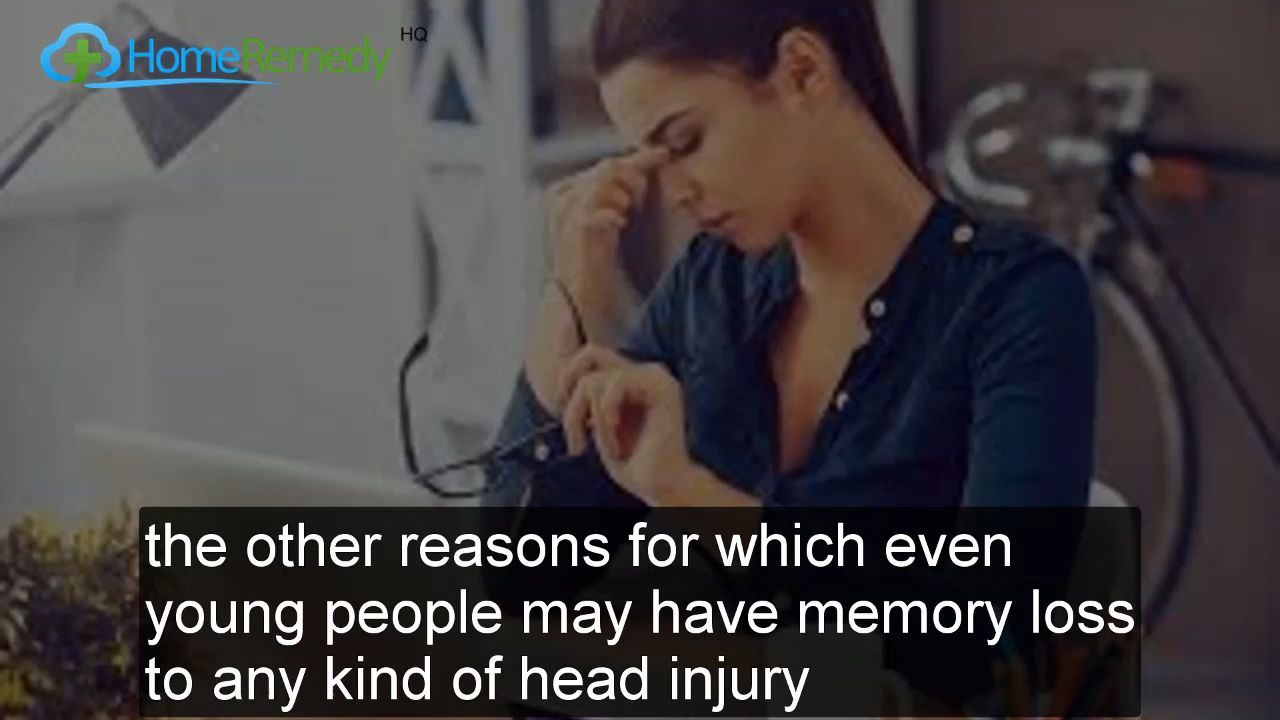 HomeRemedy HQ
the other reasons for which even
young people may have memory loss
to any kind of head injury